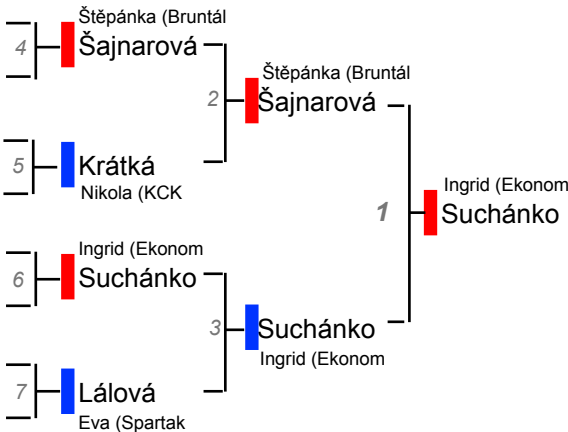 Štěpánka (Bruntál
4
Šajnarová
5
Krátká
Nikola (KCK
Ingrid (Ekonom
6
Suchánko
7
Lálová
Eva (Spartak
Štěpánka (Bruntál
2
Šajnarová
3
Suchánko
Ingrid (Ekonom
Ingrid (Ekonom
1
Suchánko